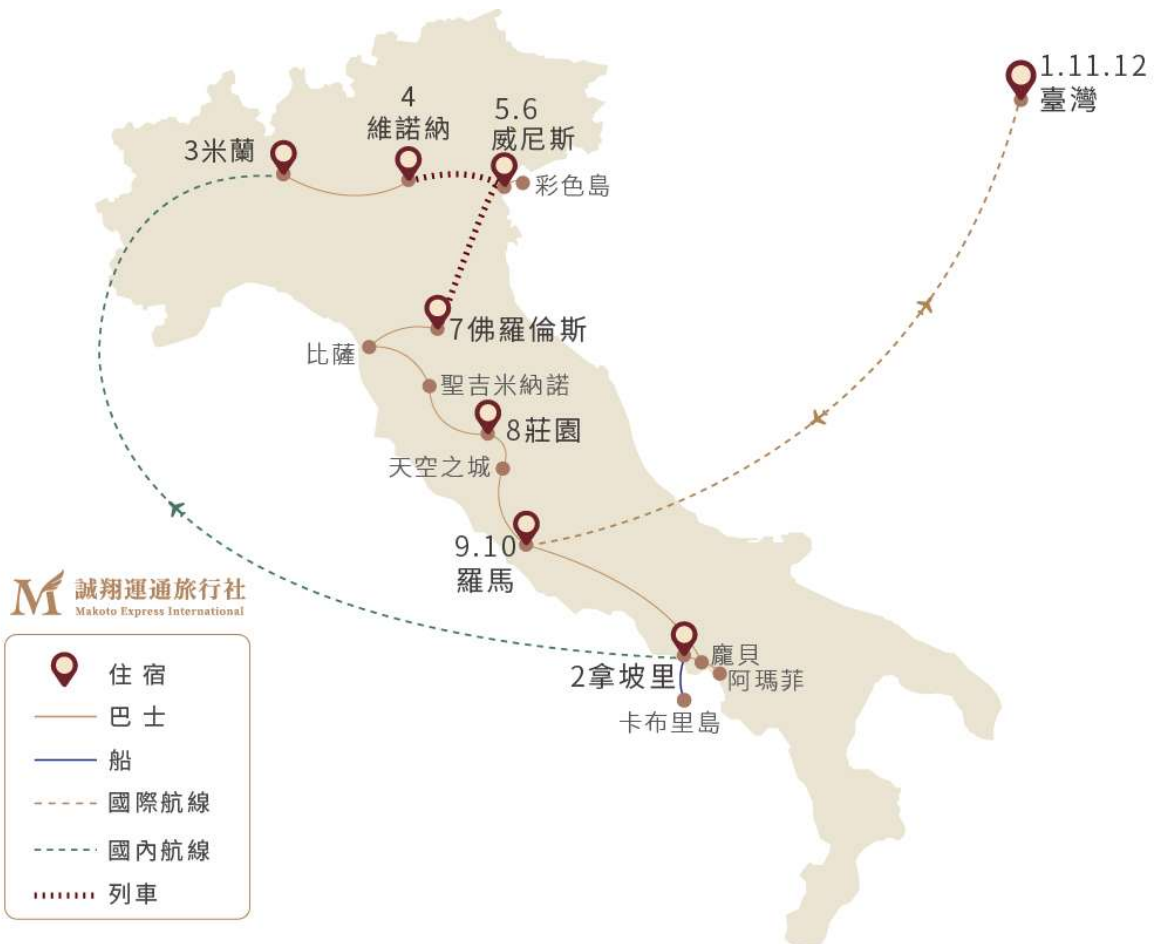 1.11.12
臺灣
4
維諾納
5.6
威尼斯
3米蘭
彩色島
7佛羅倫斯
比薩
聖吉米納諾
8莊園
天空之城
9.10
羅馬
誠翔運通旅行社
Makoto Express International
龐貝
2拿坡里
阿瑪菲
卡布里島
住宿
巴士
船
國際航線
國內航線
列車